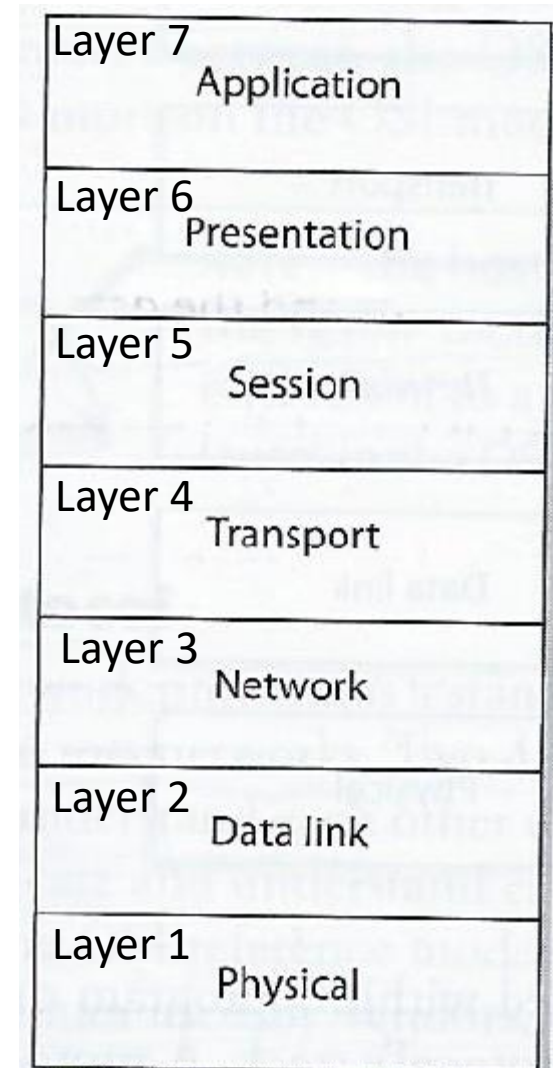 Layer 7
Application
Layer 6
Presentation
Layer 5
Session
Layer 4
Transport
Layer 3
Network
Layer 2
Data link
Layer 1
Physical